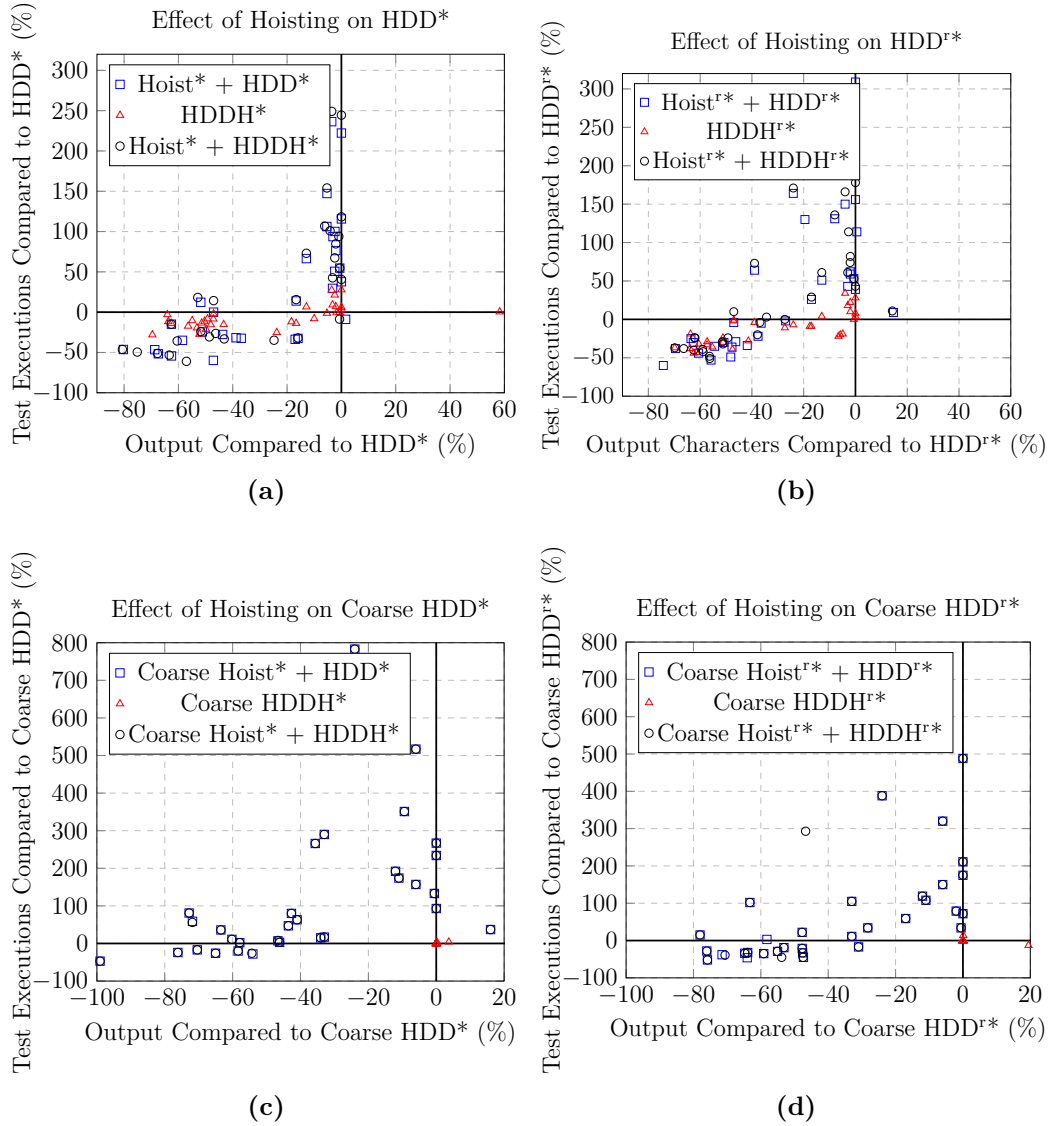 Effect of Hoisting on HDD*
Test Executions Compared to HDD* (%)
300
250
200
150
100
50
0
−50
−100
Hoist* + HDD*
HDDH*
Hoist* + HDDH*
−80 −60 −40 −20 0 20 40 60
Output Compared to HDD* (%)
(a)
Effect of Hoisting on HDDr*
Test Executions Compared to HDDr* (%)
300
250
200
150
100
50
0
−50
−100
Hoistr* + HDDr*
HDDHr*
Hoistr* + HDDHr*
−80 −60 −40 −20 0 20 40 60
Output Characters Compared to HDDr* (%)
(b)
Effect of Hoisting on Coarse HDD*
Test Executions Compared to Coarse HDD* (%)
800
700
600
500
400
300
200
100
0
−100
Coarse Hoist* + HDD*
Coarse HDDH*
Coarse Hoist* + HDDH*
−100 −80 −60 −40 −20 0 20
Output Compared to Coarse HDD* (%)
(c)
Effect of Hoisting on Coarse HDDr*
Test Executions Compared to Coarse HDDr* (%)
800
700
600
500
400
300
200
100
0
−100
Coarse Hoistr* + HDDr*
Coarse HDDHr*
Coarse Hoistr* + HDDHr*
−100 −80 −60 −40 −20 0 20
Output Compared to Coarse HDDr* (%)
(d)